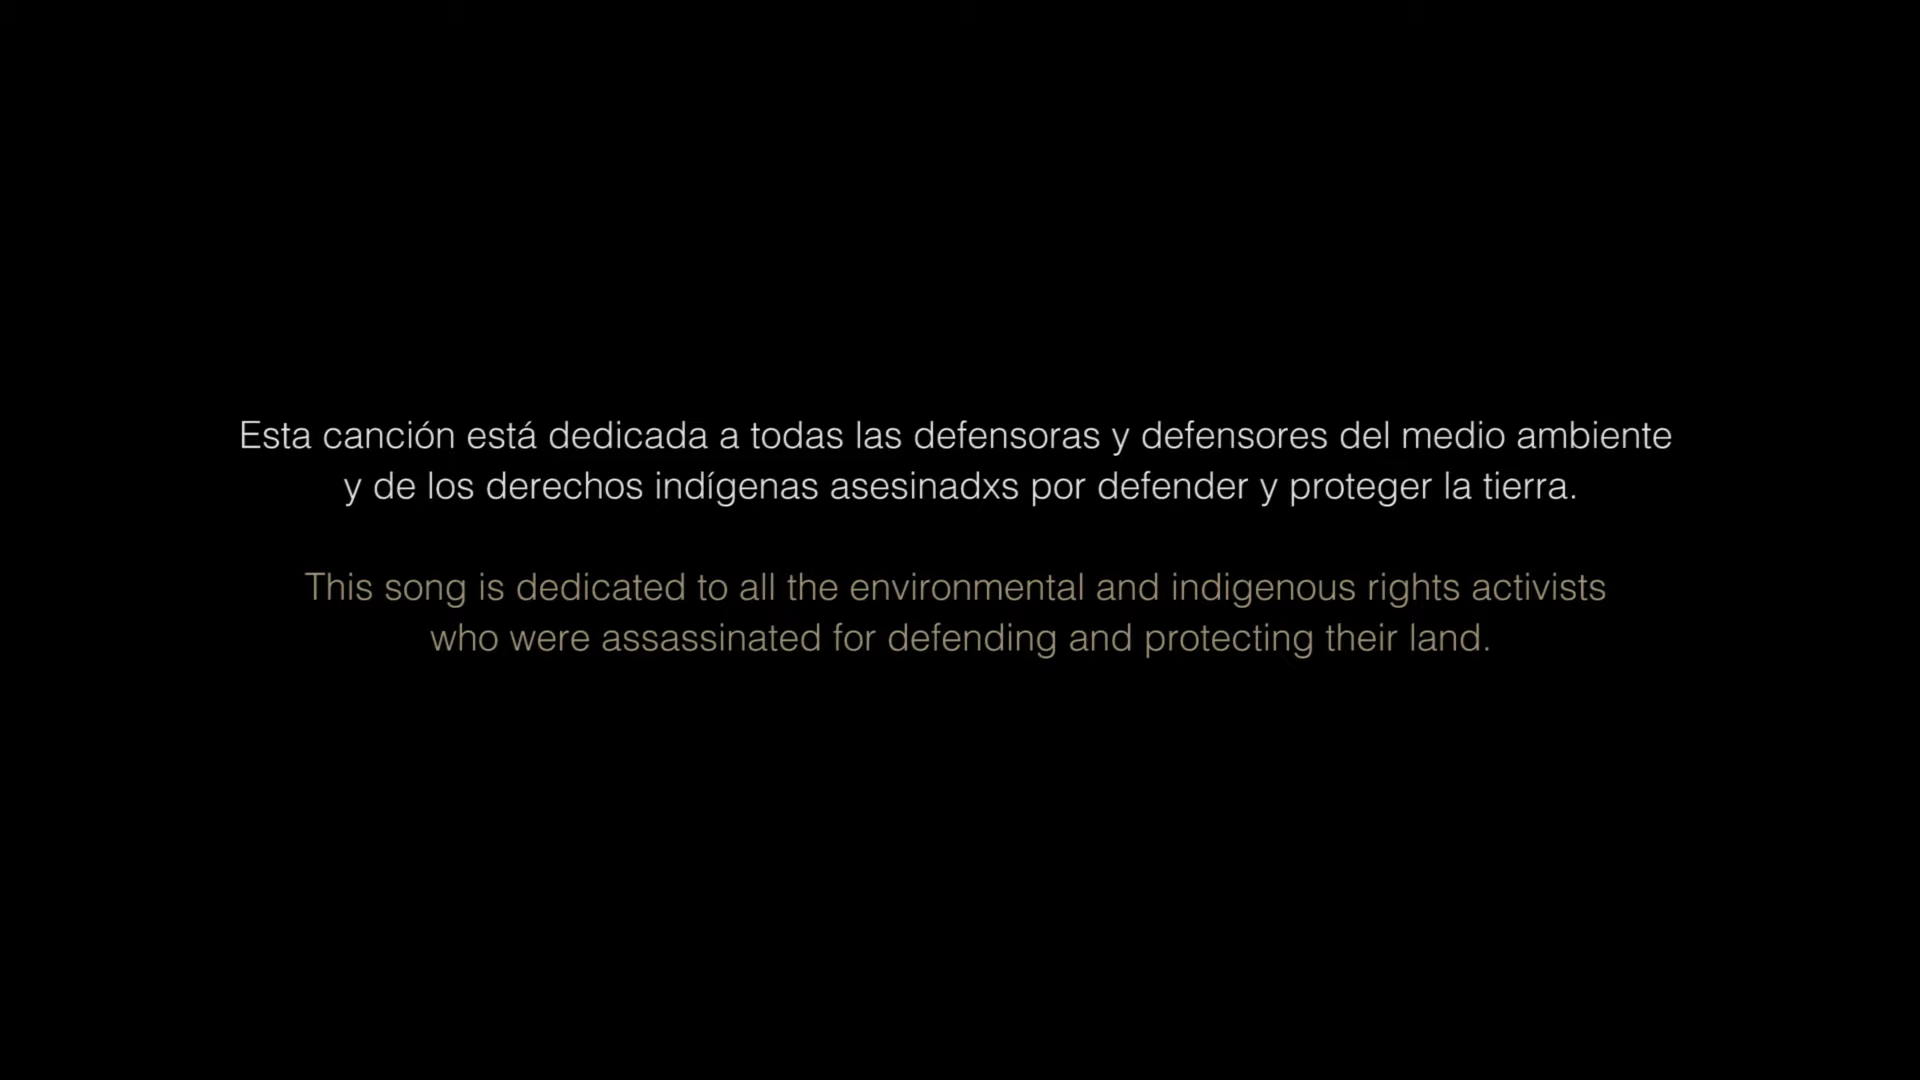 Esta canción está dedicada a todas las defensoras y defensores del medio ambiente
y de los derechos indígenas asesinadxs por defender y proteger la tierra.
This song is dedicated to all the environmental and indigenous rights activists
who were assassinated for defending and protecting their land.